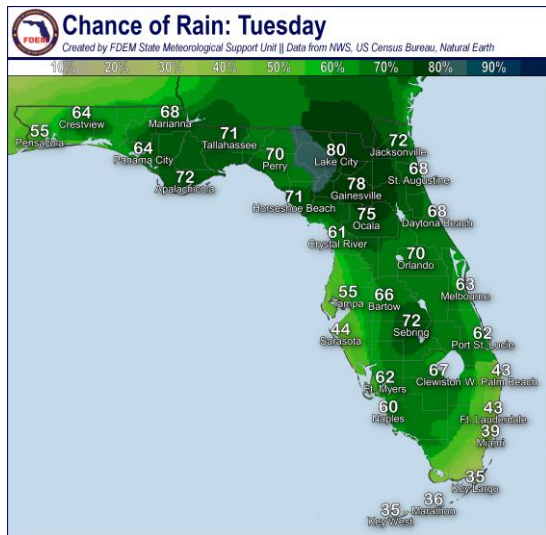 Chance of Rain: Tuesday
FDEM
Created by FDEM State Meteorological Support Unit || Data from NWS, US Census Bureau, Natural Earth
10% 20% 30% 40% 50% 60% 70% 80% 90%
64
Crestview
68
Marianna
55
Pensacola
71
Tallahassee
72
Jacksonville
64
Panama City
70
Perry
80
Lake City
72
Apalachicola
68
St. Augustine
78
Gainesville
71
Horseshoe Beach
75
Ocala
68
Daytona Beach
61
Crystal River
70
Orlando
55
Tampa
66
Bartow
63
Melbourne
44
Sarasota
72
Sebring
62
Port St. Lucie
62
Ft. Myers
67
Clewiston
43
W. Palm Beach
60
Naples
43
Ft. Lauderdale
39
Miami
35
Key Largo
36
Marathon
35
Key West